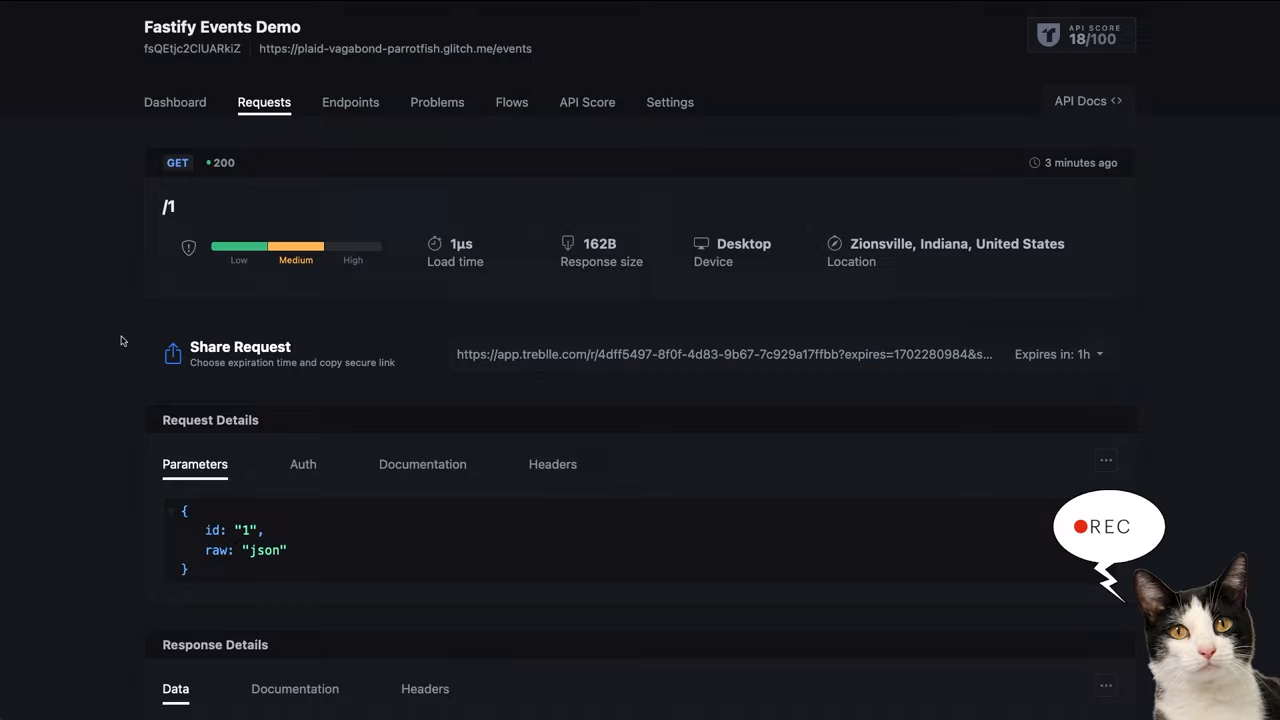 Fastify Events Demo
fsQEtjc2ClUARkiZ https://plaid-vagabond-parrotfish.glitch.me/events
API SCORE
18/100
Dashboard Requests Endpoints Problems Flows API Score Settings API Docs <>
GET 200 3 minutes ago
/1
1μs 162B Desktop Zionsville, Indiana, United States
Low Medium High Load time Response size Device Location
Share Request
Choose expiration time and copy secure link
https://app.treblle.com/r/4dff5497-8f0f-4d83-9b67-7c929a17ffbb?expires=1702280984&s... Expires in: 1h
Request Details
Parameters Auth Documentation Headers
{
id: "1",
raw: "json"
}
REC
Response Details
Data Documentation Headers